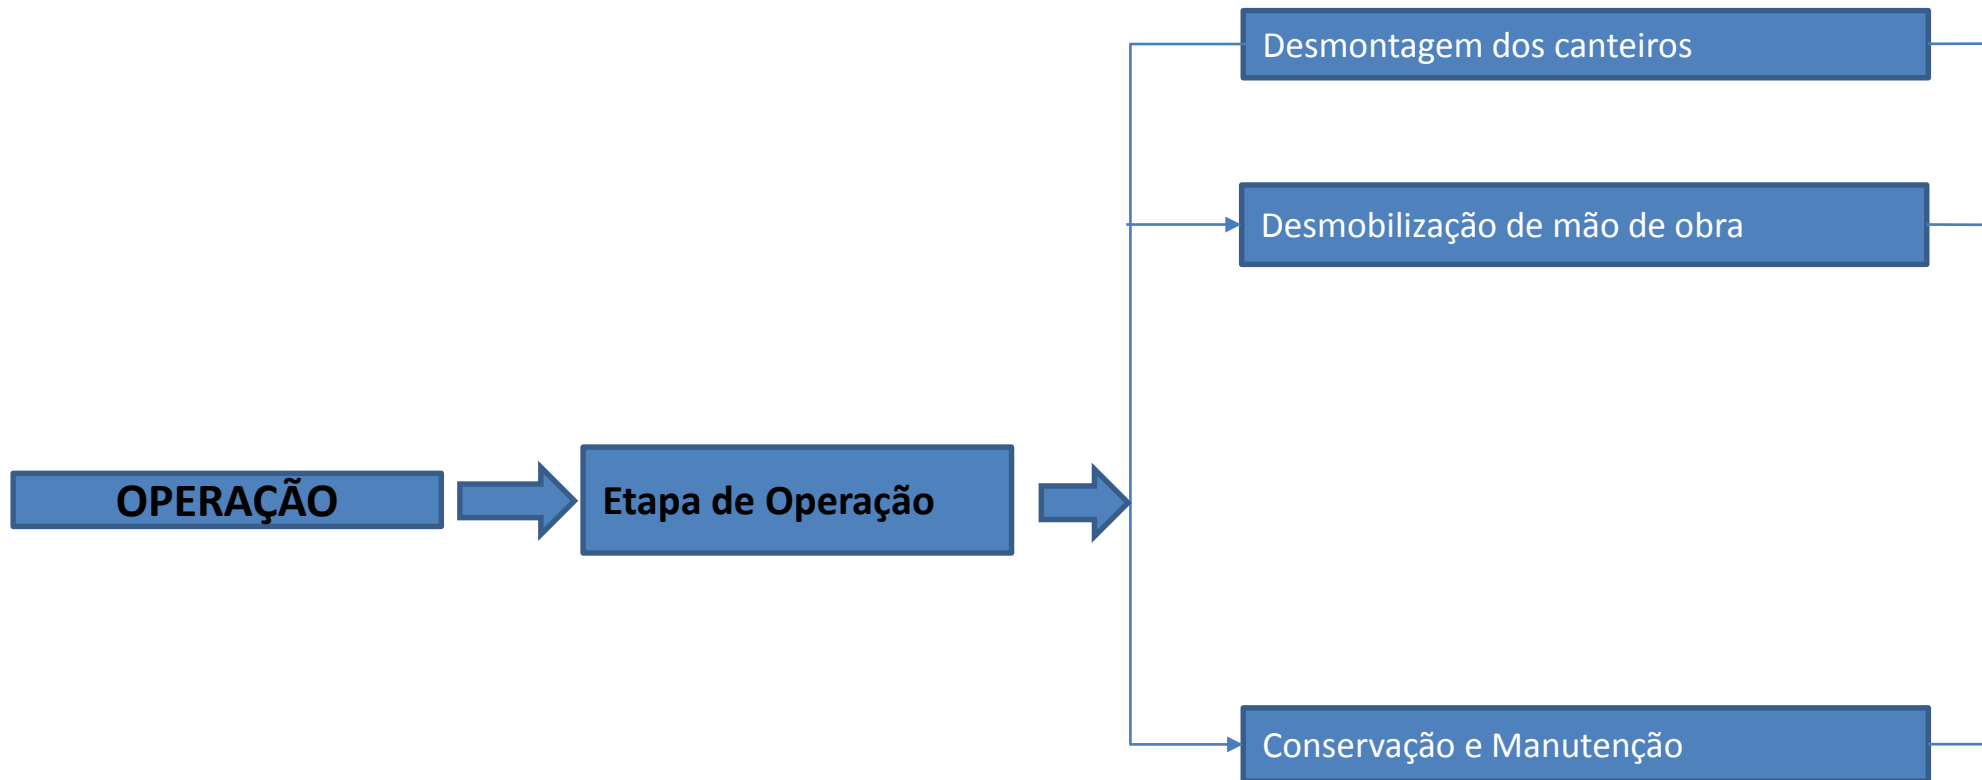 Desmontagem dos canteiros
Desmobilização de mão de obra
OPERAÇÃO
Etapa de Operação
Conservação e Manutenção